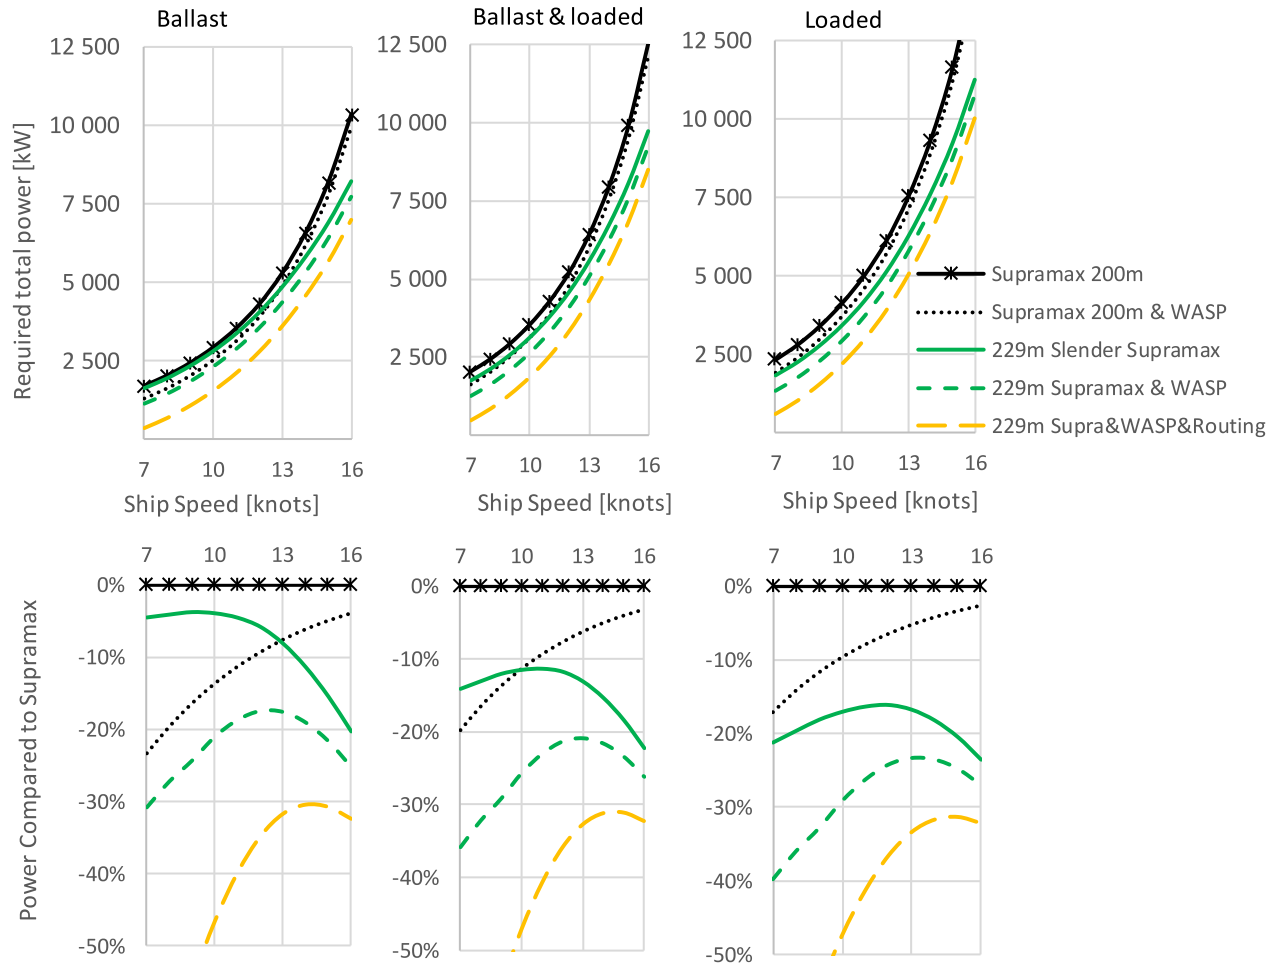 Ballast
Ballast & loaded
Loaded
Required total power [kW]
12 500
10 000
7 500
5 000
2 500
7 10 13 16
Ship Speed [knots]
12 500
10 000
7 500
5 000
2 500
7 10 13 16
Ship Speed [knots]
12 500
10 000
7 500
5 000
2 500
7 10 13 16
Ship Speed [knots]
Supramax 200m
Supramax 200m & WASP
229m Slender Supramax
229m Supramax & WASP
229m Supra&WASP&Routing
Power Compared to Supramax
7 10 13 16
0%
-10%
-20%
-30%
-40%
-50%
7 10 13 16
0%
-10%
-20%
-30%
-40%
-50%
7 10 13 16
0%
-10%
-20%
-30%
-40%
-50%